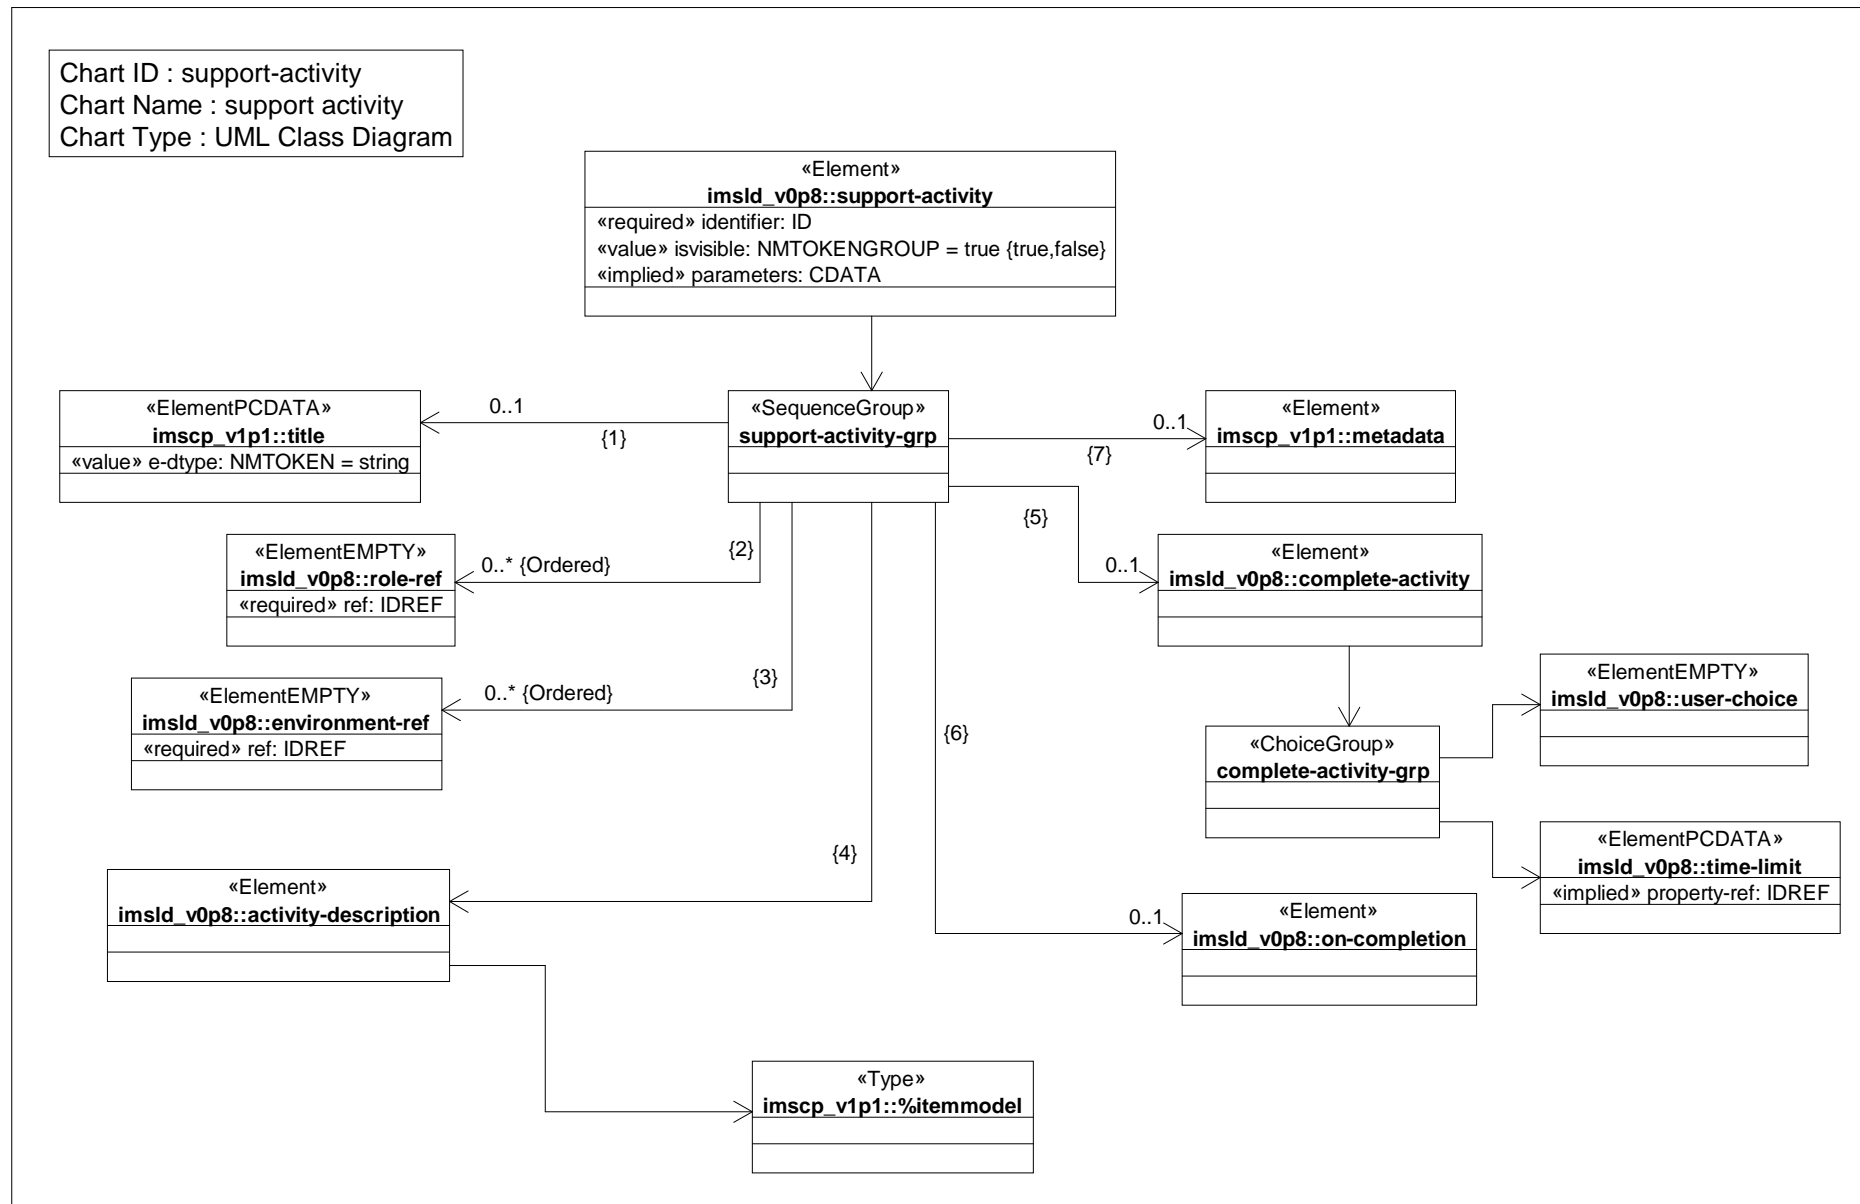 Chart ID : support-activity
Chart Name : support activity
Chart Type : UML Class Diagram
«Element»
imsld_v0p8::support-activity
«required» identifier: ID
«value» isvisible: NMTOKENGROUP = true {true,false}
«implied» parameters: CDATA
«ElementPCDATA»
imscp_v1p1::title
«value» e-dtype: NMTOKEN = string
0..1
{1}
«SequenceGroup»
support-activity-grp
0..1
{7}
«Element»
imscp_v1p1::metadata
«ElementEMPTY»
imsld_v0p8::role-ref
«required» ref: IDREF
0..* {Ordered}
{2}
{5}
0..1
«Element»
imsld_v0p8::complete-activity
«ElementEMPTY»
imsld_v0p8::environment-ref
«required» ref: IDREF
0..* {Ordered}
{3}
{6}
«ElementEMPTY»
imsld_v0p8::user-choice
«ChoiceGroup»
complete-activity-grp
«ElementPCDATA»
imsld_v0p8::time-limit
«implied» property-ref: IDREF
{4}
«Element»
imsld_v0p8::activity-description
0..1
«Element»
imsld_v0p8::on-completion
«Type»
imscp_v1p1::%itemmodel